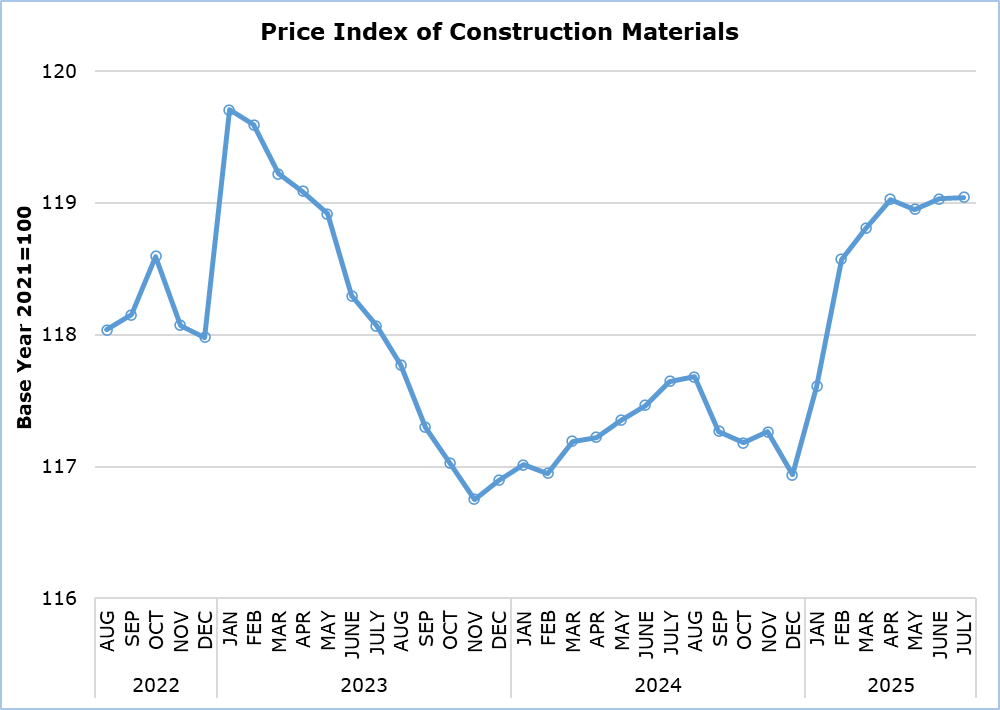 Price Index of Construction Materials
Base Year 2021=100
120
119
118
117
116
AUG SEP OCT NOV DEC JAN FEB MAR APR MAY JUNE JULY AUG SEP OCT NOV DEC JAN FEB MAR APR MAY JUNE JULY AUG SEP OCT NOV DEC JAN FEB MAR APR MAY JUNE JULY
2022 2023 2024 2025